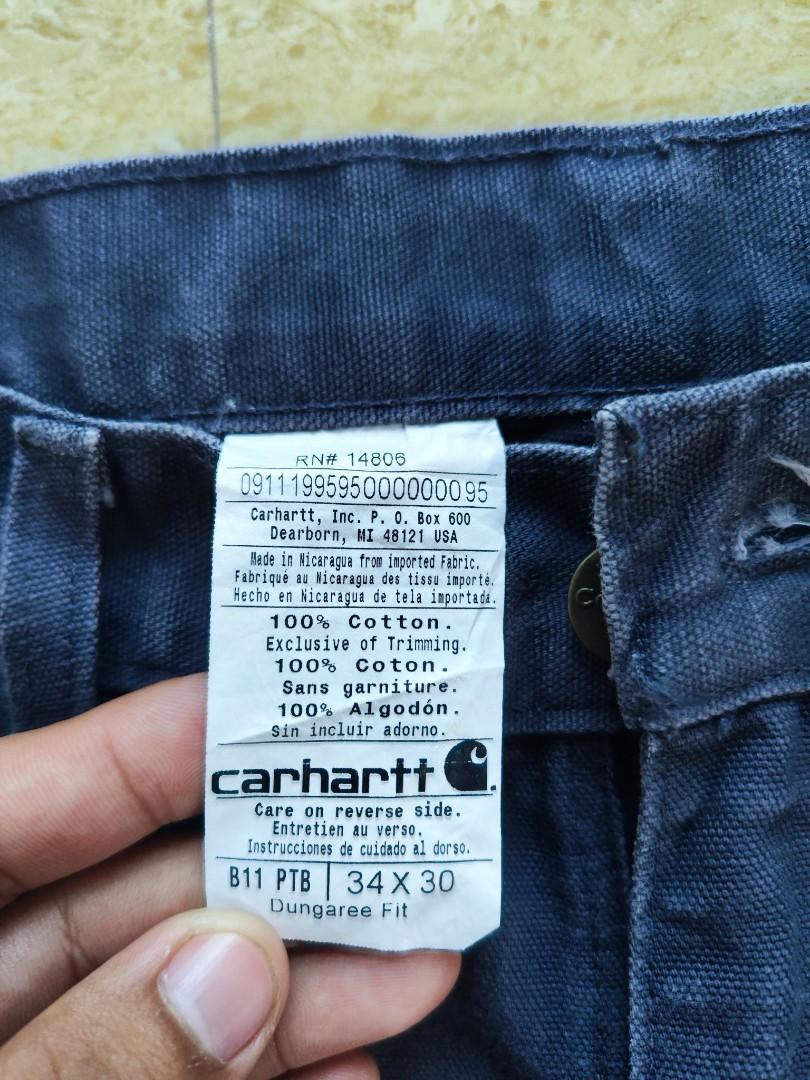 RN# 14806
0911199595000000095
Carhartt, Inc. P. O. Box 600
Dearborn, MI 48121 USA
Made in Nicaragua from imported Fabric.
Fabriqué au Nicaragua des tissu importé.
Hecho en Nicaragua de tela importada.
100% Cotton.
Exclusive of Trimming.
100% Coton.
Sans garniture.
100% Algodón.
Sin incluir adorno.
carhartt
Care on reverse side.
Entretien au verso.
Instrucciones de cuidado al dorso.
B11 PTB | 34 X 30
Dungaree Fit